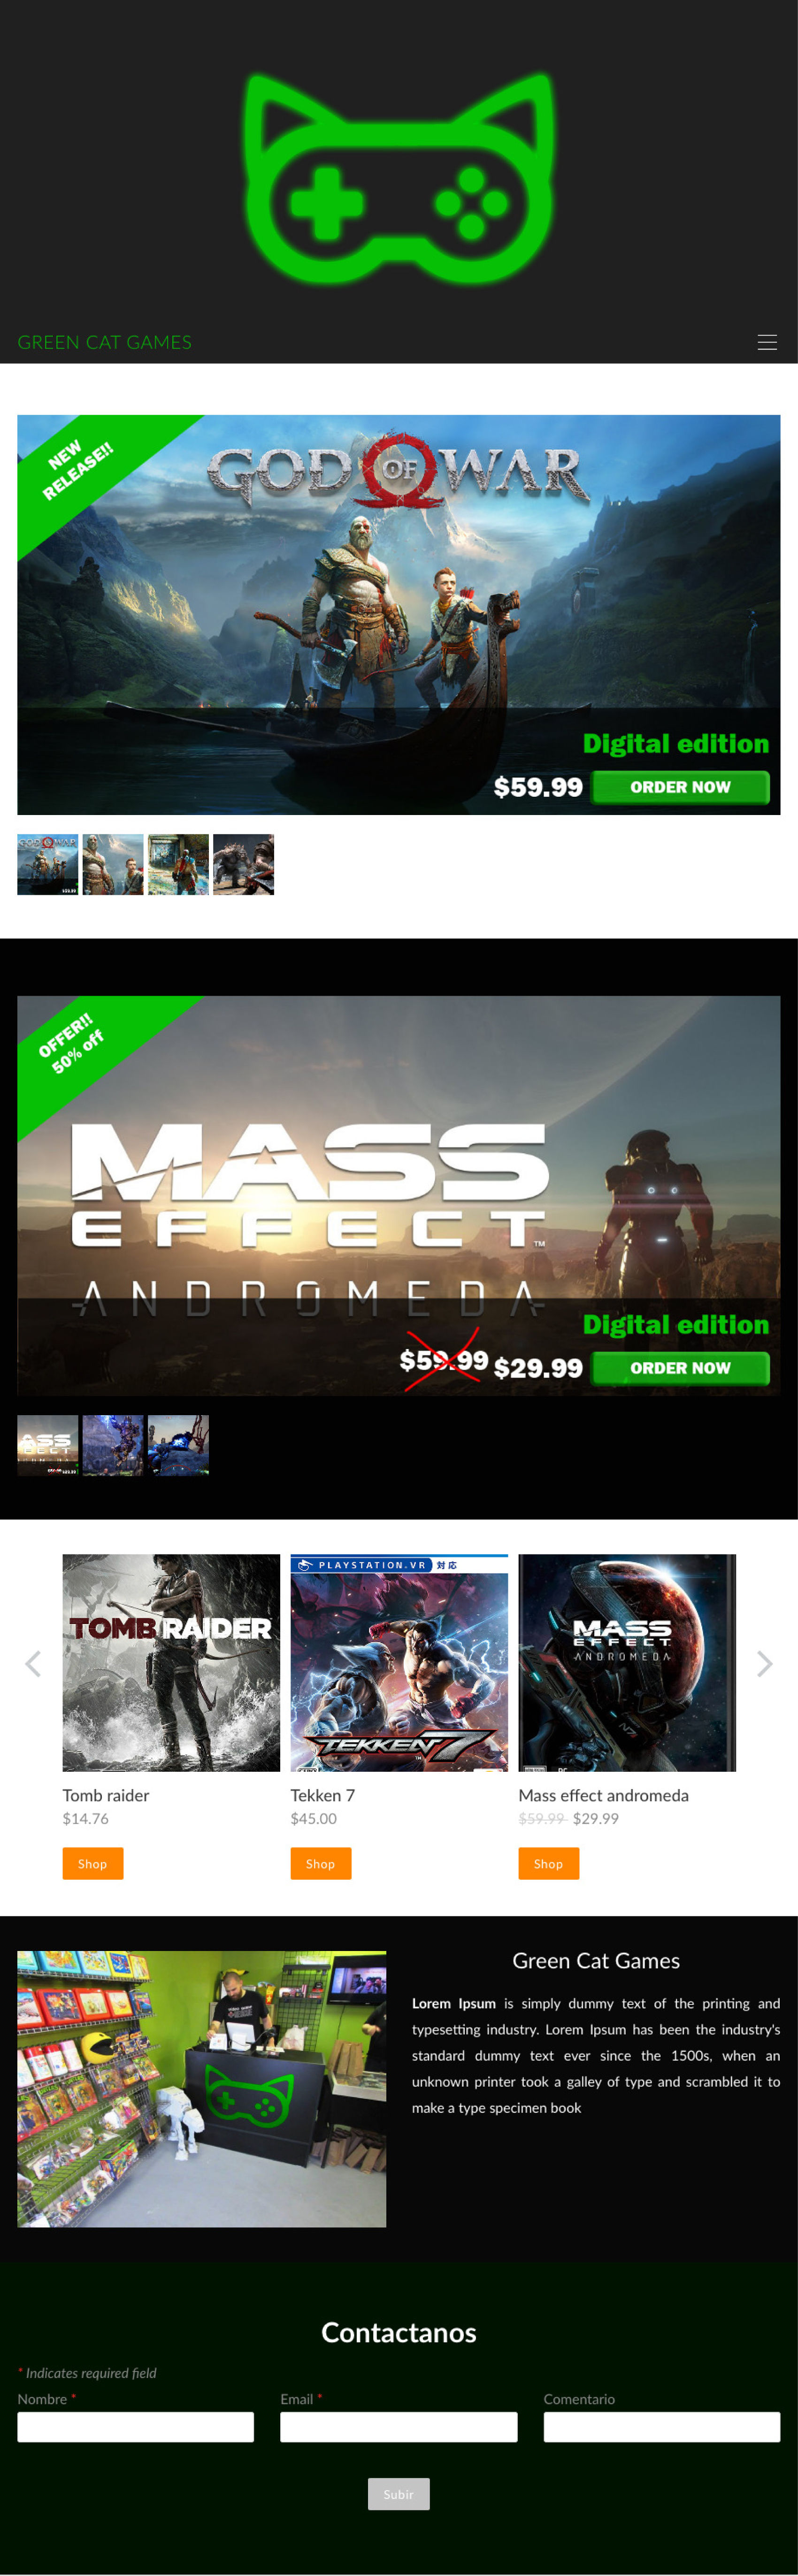 GREEN CAT GAMES
NEW
RELEASE!!
GOD OF WAR
Digital edition
$59.99 ORDER NOW
OFFER!!
50% off
MASS
EFFECT
TM
ANDROMEDA
Digital edition
$59.99 $29.99 ORDER NOW
TOMB RAIDER
PLAYSTATION.VR 対応
TEKKEN 7
MASS
EFFECT
ANDROMEDA
N7
PC
Tomb raider
Tekken 7
Mass effect andromeda
$14.76
$45.00
$59.99 $29.99
Shop
Shop
Shop
Green Cat Games
Lorem Ipsum is simply dummy text of the printing and
typesetting industry. Lorem Ipsum has been the industry's
standard dummy text ever since the 1500s, when an
unknown printer took a galley of type and scrambled it to
make a type specimen book
Contactanos
* Indicates required field
Nombre *
Email *
Comentario
Subir